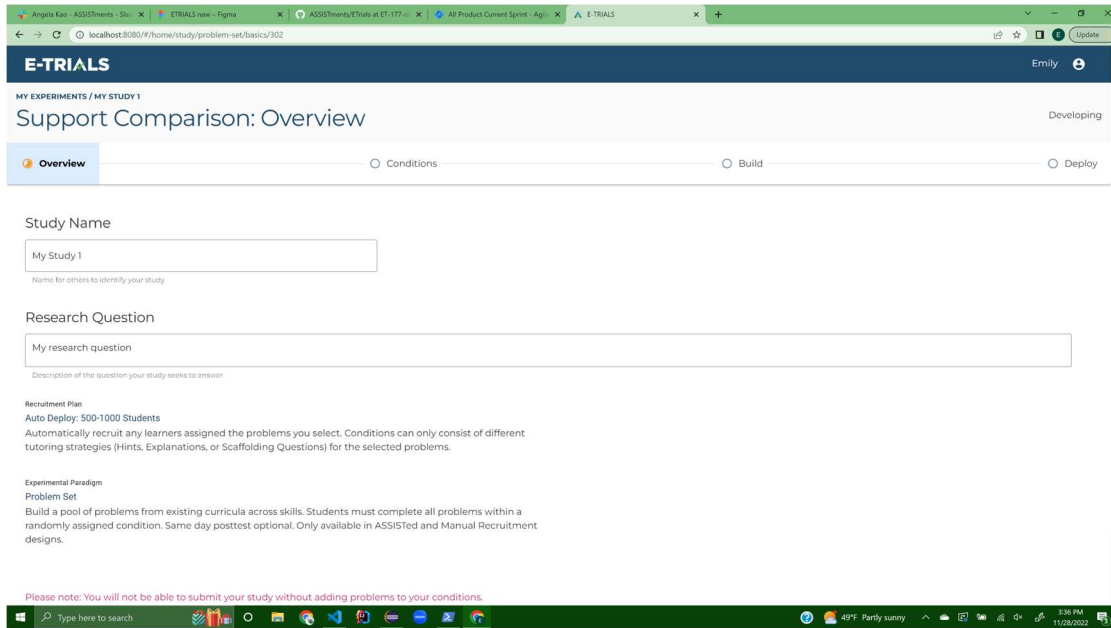 Angela Kao - ASSISTments - Slac
ETRIALS new – Figma
ASSISTments/ETrials at ET-177-
All Product Current Sprint - Agil
E-TRIALS
localhost:8080/#/home/study/problem-set/basics/302
E
Update
E-TRIALS
Emily
MY EXPERIMENTS / MY STUDY 1
Support Comparison: Overview
Developing
Overview
Conditions
Build
Deploy
Study Name
My Study 1
Name for others to identify your study
Research Question
My research question
Description of the question your study seeks to answer
Recruitment Plan
Auto Deploy: 500-1000 Students
Automatically recruit any learners assigned the problems you select. Conditions can only consist of different
tutoring strategies (Hints, Explanations, or Scaffolding Questions) for the selected problems.
Experimental Paradigm
Problem Set
Build a pool of problems from existing curricula across skills. Students must complete all problems within a
randomly assigned condition. Same day posttest optional. Only available in ASSISTed and Manual Recruitment
designs.
Please note: You will not be able to submit your study without adding problems to your conditions.
Type here to search
49°F Partly sunny
3:36 PM
11/28/2022